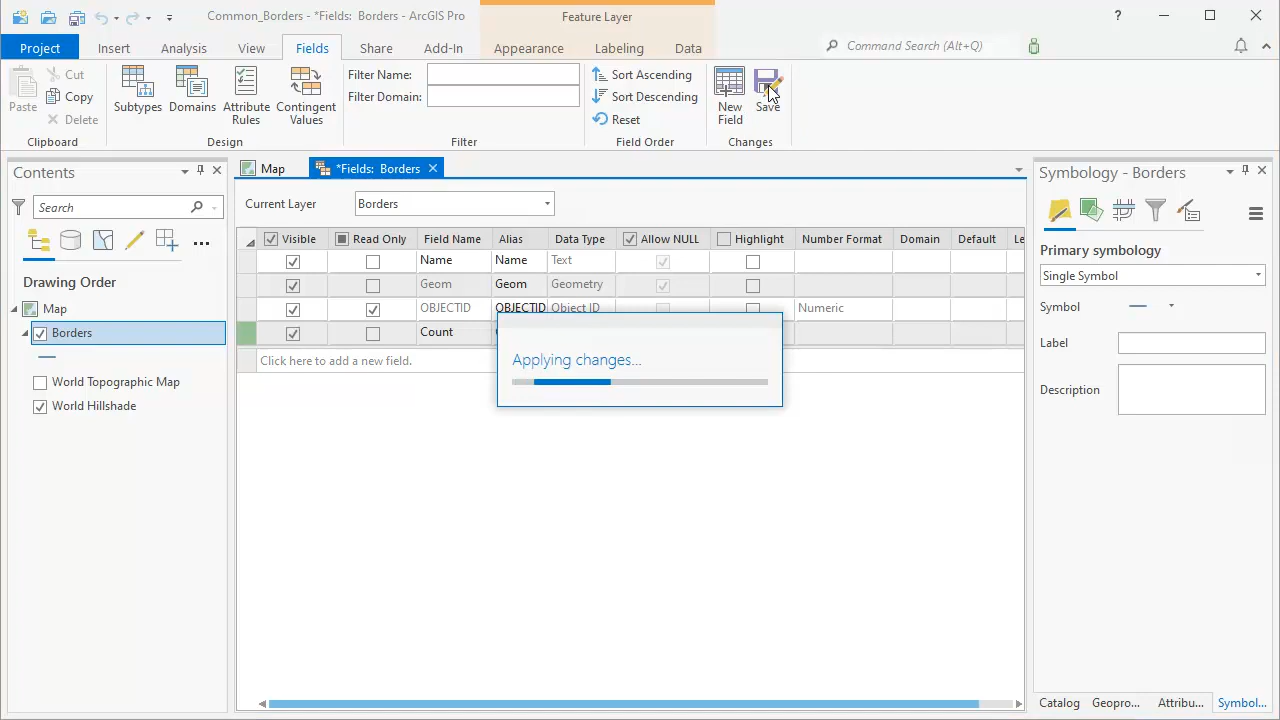 Common_Borders - *Fields: Borders - ArcGIS Pro
Feature Layer
?
Project Insert Analysis View Fields Share Add-In Appearance Labeling Data
Command Search (Alt+Q)
Paste
Cut
Copy
Delete
Clipboard
Subtypes
Domains
Attribute Rules
Contingent Values
Design
Filter Name:
Filter Domain:
Filter
Sort Ascending
Sort Descending
Reset
Field Order
New Field
Save
Changes
Contents
Search
Drawing Order
Map
Borders
World Topographic Map
World Hillshade
Map
*Fields: Borders
Current Layer Borders
Visible Read Only Field Name Alias Data Type Allow NULL Highlight Number Format Domain Default Le
Name Name Text
Geom Geom Geometry
OBJECTID OBJECTID Object ID Numeric
Count
Click here to add a new field.
Applying changes...
Symbology - Borders
Primary symbology
Single Symbol
Symbol
Label
Description
Catalog Geopro... Attribu... Symbol...